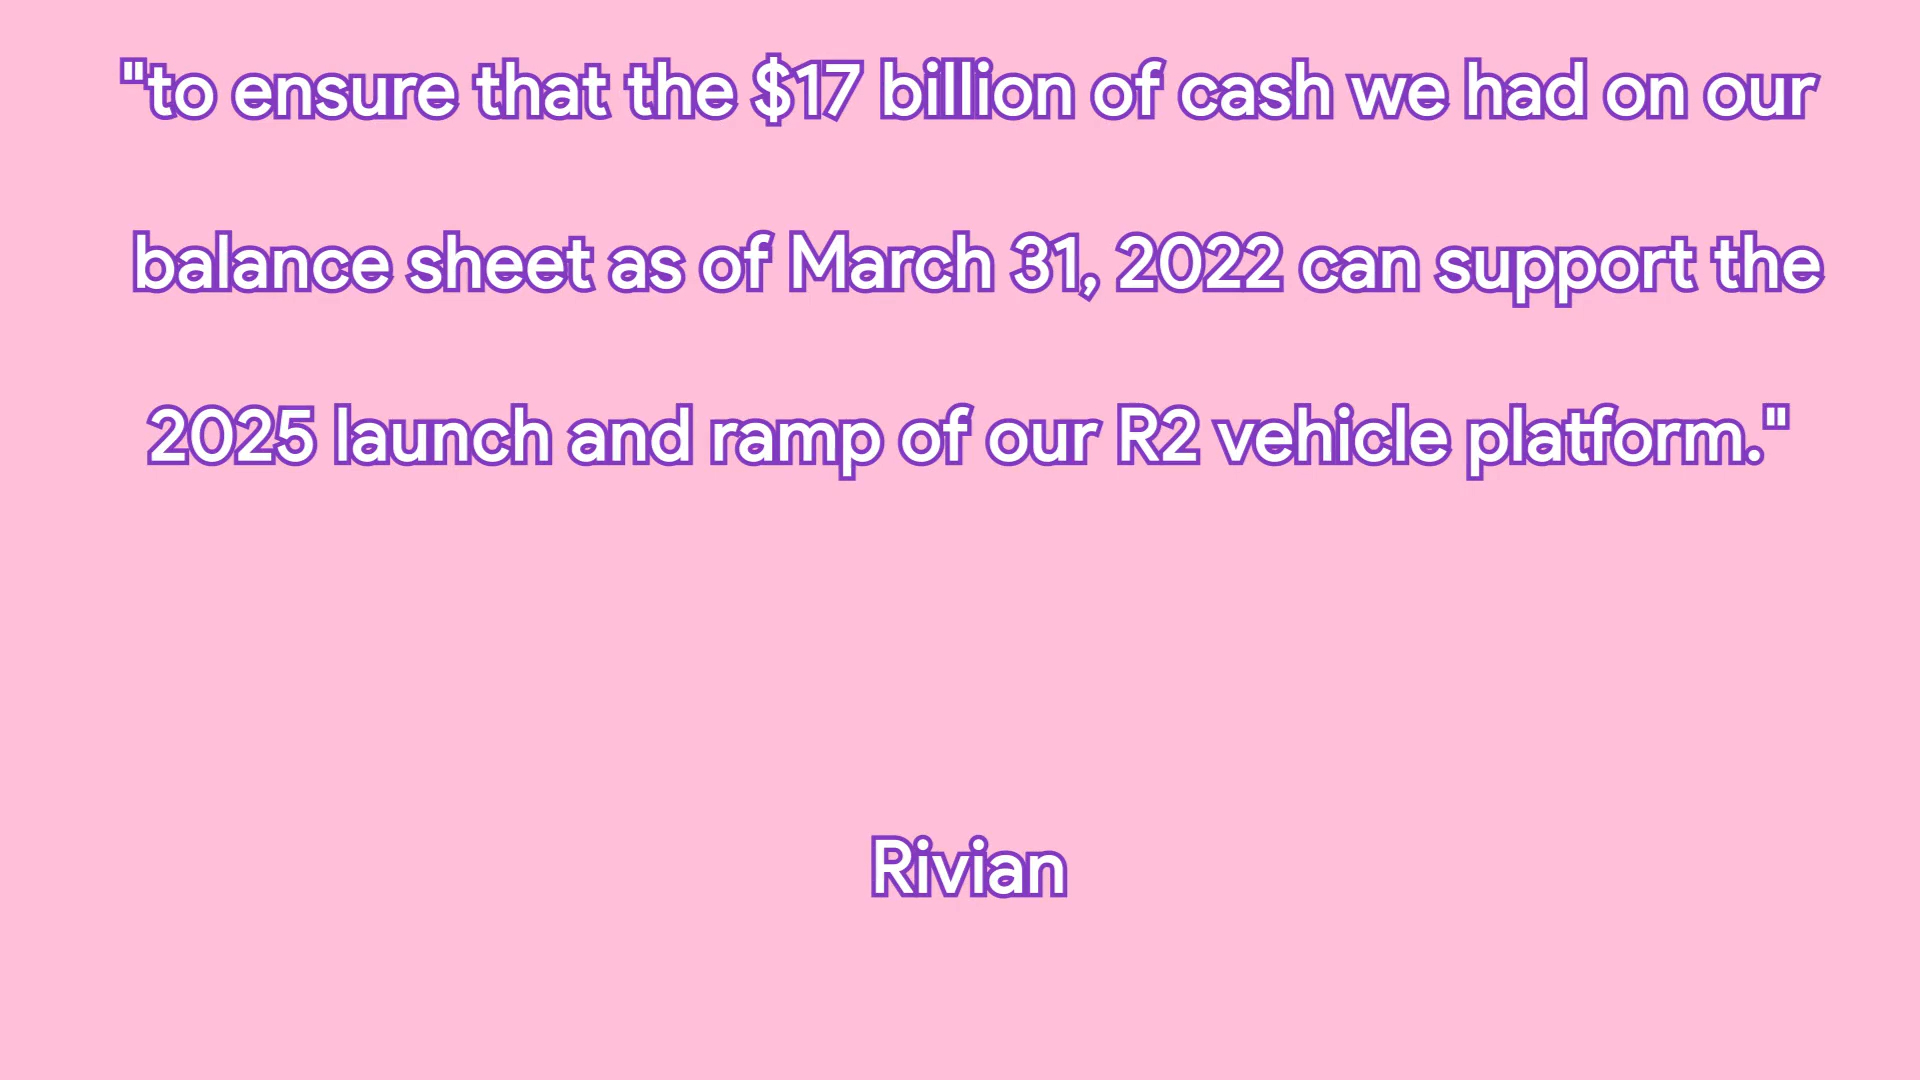 "to ensure that the $17 billion of cash we had on our
balance sheet as of March 31, 2022 can support the
2025 launch and ramp of our R2 vehicle platform."
Rivian